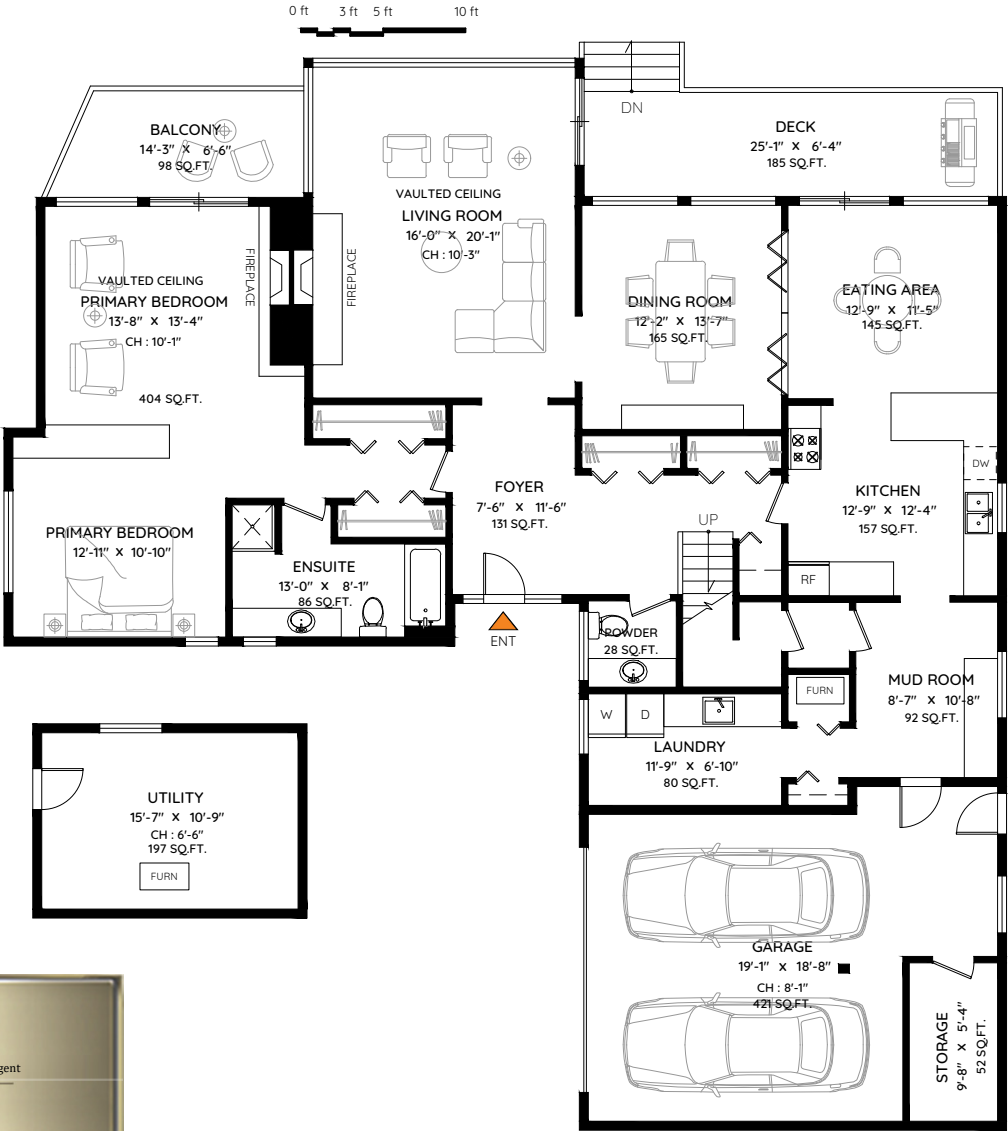 0 ft 3 ft 5 ft 10 ft
DN
BALCONY
14'-3" X 6'-6"
98 SQ.FT.
DECK
25'-1" X 6'-4"
185 SQ.FT.
VAULTED CEILING
LIVING ROOM
16'-0" X 20'-1"
CH : 10'-3"
FIREPLACE
FIREPLACE
VAULTED CEILING
PRIMARY BEDROOM
13'-8" X 13'-4"
CH : 10'-1"
404 SQ.FT.
DINING ROOM
12'-2" X 13'-7"
165 SQ.FT.
EATING AREA
12'-9" X 11'-5"
145 SQ.FT.
DW
KITCHEN
12'-9" X 12'-4"
157 SQ.FT.
RF
FOYER
7'-6" X 11'-6"
131 SQ.FT.
UP
PRIMARY BEDROOM
12'-11" X 10'-10"
ENSUITE
13'-0" X 8'-1"
86 SQ.FT.
ENT
POWDER
28 SQ.FT.
FURN
MUD ROOM
8'-7" X 10'-8"
92 SQ.FT.
W D
LAUNDRY
11'-9" X 6'-10"
80 SQ.FT.
UTILITY
15'-7" X 10'-9"
CH : 6'-6"
197 SQ.FT.
FURN
GARAGE
19'-1" X 18'-8"
CH : 8'-1"
421 SQ.FT.
STORAGE
9'-8" X 5'-4"
52 SQ.FT.
gent